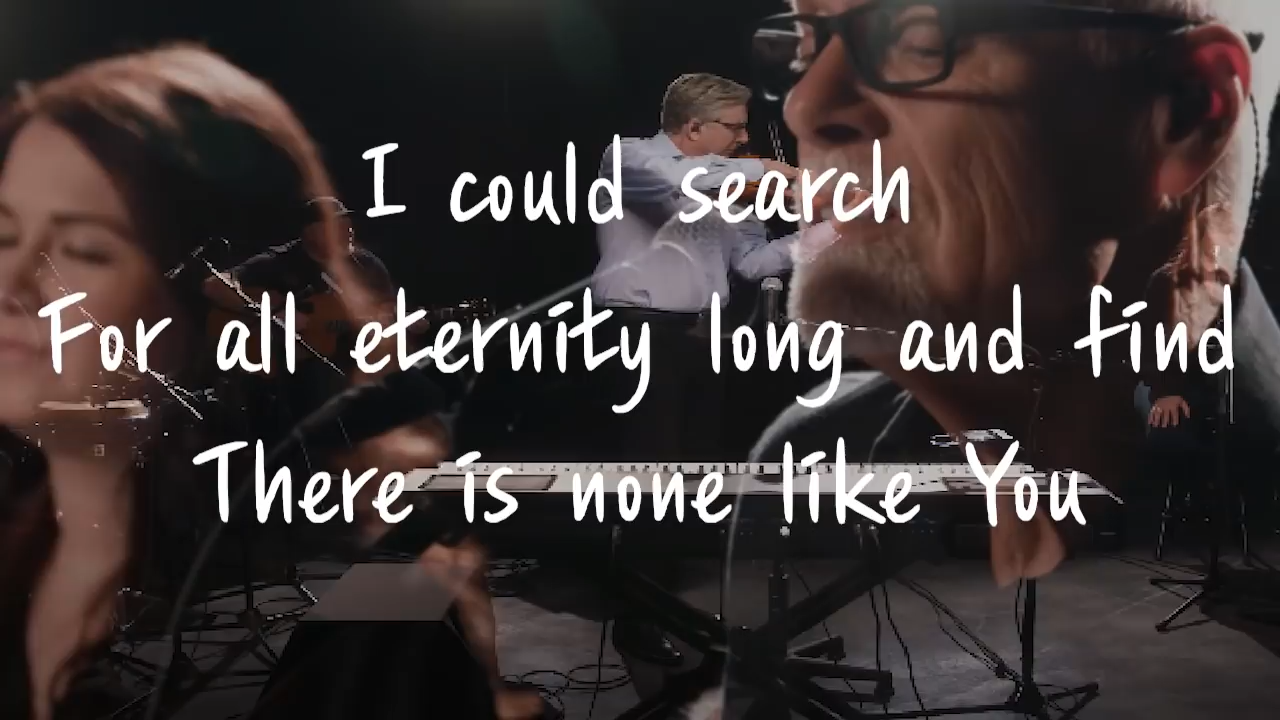 I could search
For all eternity long and find
There is none like You